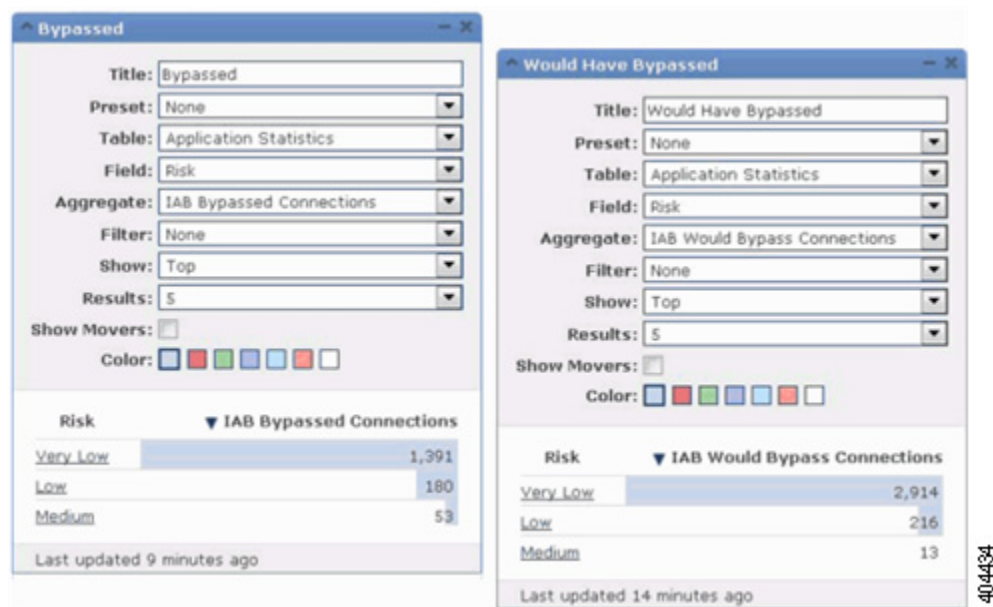 Bypassed
Title: Bypassed
Preset: None
Table: Application Statistics
Field: Risk
Aggregate: IAB Bypassed Connections
Filter: None
Show: Top
Results: 5
Show Movers:
Color:
Risk IAB Bypassed Connections
Very Low 1,391
Low 180
Medium 53
Last updated 9 minutes ago
Would Have Bypassed
Title: Would Have Bypassed
Preset: None
Table: Application Statistics
Field: Risk
Aggregate: IAB Would Bypass Connections
Filter: None
Show: Top
Results: 5
Show Movers:
Color:
Risk IAB Would Bypass Connections
Very Low 2,914
Low 216
Medium 13
Last updated 14 minutes ago
404434